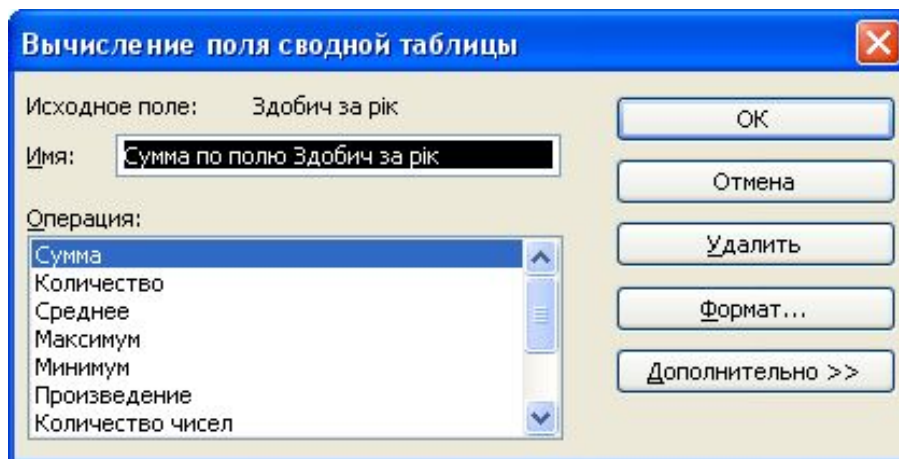 Вычисление поля сводной таблицы
Исходное поле: Здобич за рік
Имя: Сумма по полю Здобич за рік
Операция:
Сумма
Количество
Среднее
Максимум
Минимум
Произведение
Количество чисел
ОК
Отмена
Удалить
Формат...
Дополнительно >>